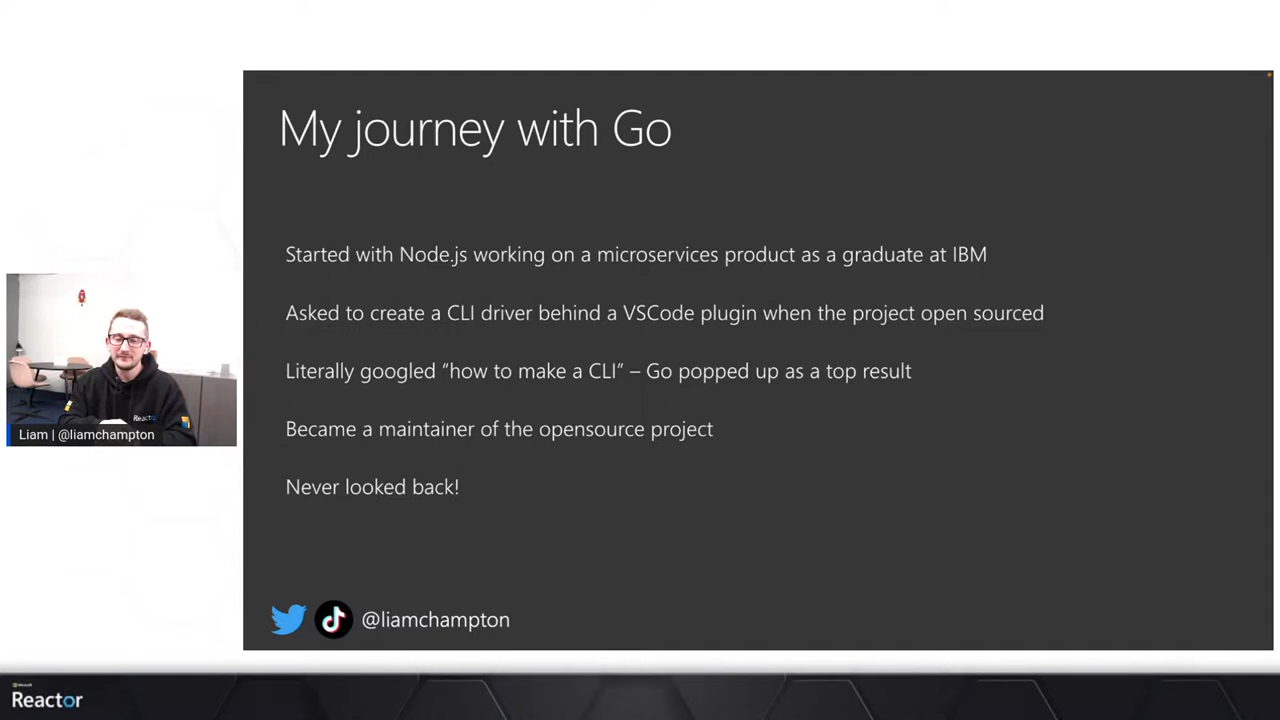 My journey with Go
Started with Node.js working on a microservices product as a graduate at IBM
Asked to create a CLI driver behind a VSCode plugin when the project open sourced
Literally googled ”how to make a CLI” – Go popped up as a top result
Became a maintainer of the opensource project
Never looked back!
@liamchampton
Reactor
Liam | @liamchampton
Microsoft
Reactor